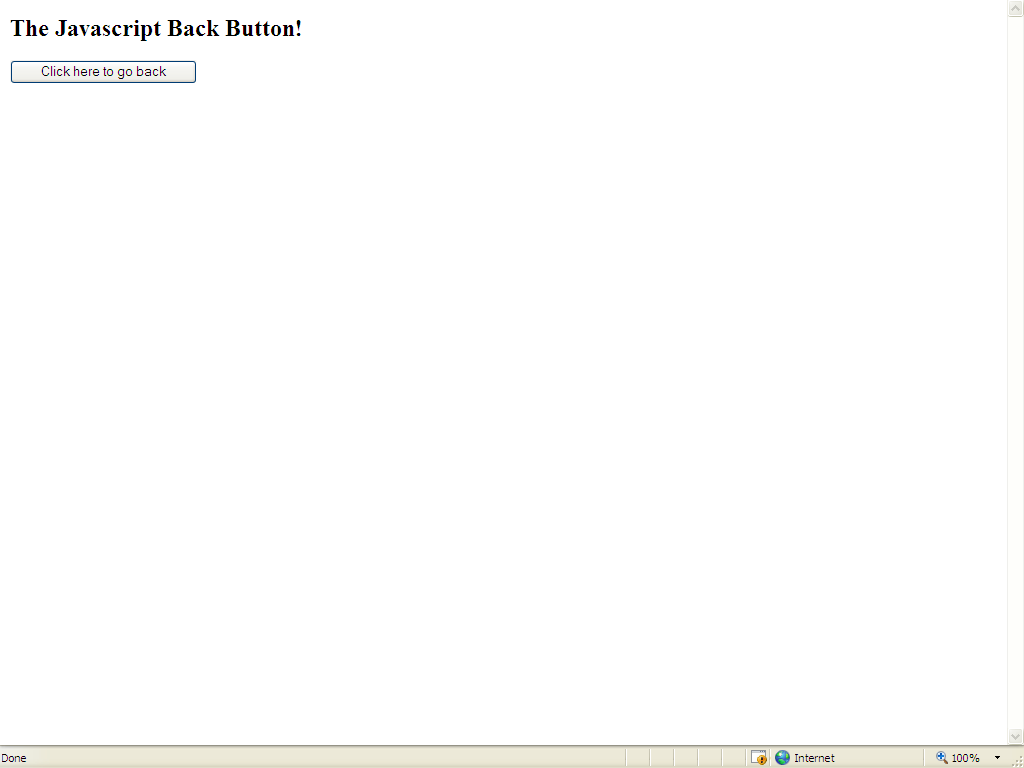 The Javascript Back Button!
Click here to go back
Done
Internet
100%